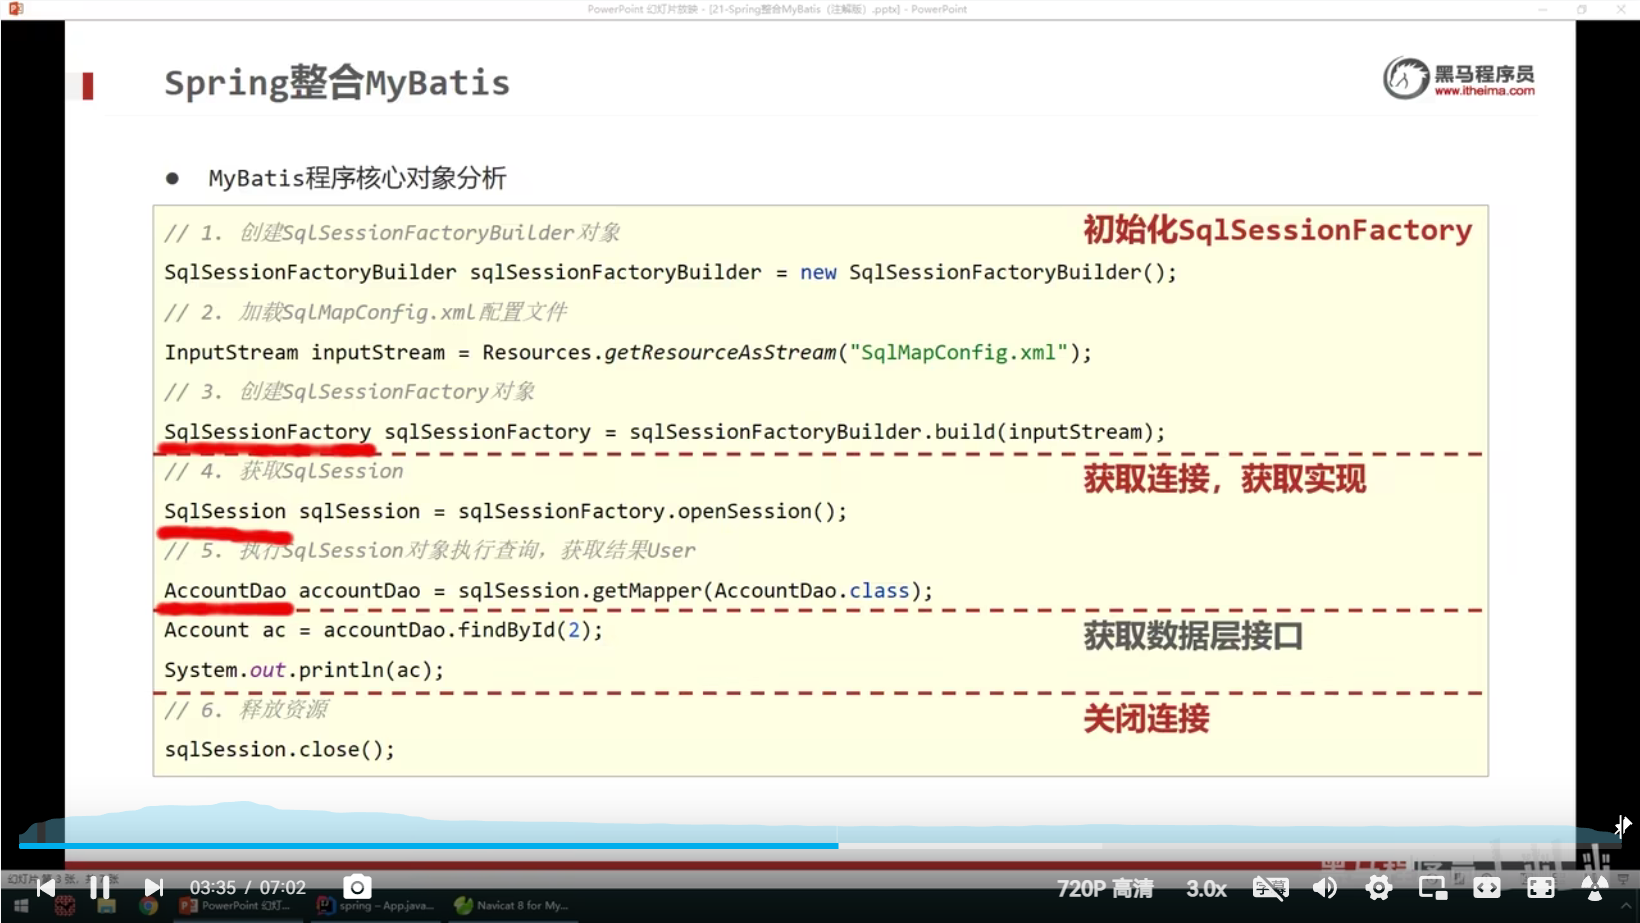 PowerPoint 幻灯片放映 - [21-Spring整合MyBatis（注解版）.pptx] - PowerPoint
Spring整合MyBatis
黑马程序员
www.itheima.com
● MyBatis程序核心对象分析
// 1. 创建SqlSessionFactoryBuilder对象
初始化SqlSessionFactory
SqlSessionFactoryBuilder sqlSessionFactoryBuilder = new SqlSessionFactoryBuilder();
// 2. 加载SqlMapConfig.xml配置文件
InputStream inputStream = Resources.getResourceAsStream("SqlMapConfig.xml");
// 3. 创建SqlSessionFactory对象
SqlSessionFactory sqlSessionFactory = sqlSessionFactoryBuilder.build(inputStream);
// 4. 获取SqlSession
获取连接，获取实现
SqlSession sqlSession = sqlSessionFactory.openSession();
// 5. 执行SqlSession对象执行查询，获取结果User
AccountDao accountDao = sqlSession.getMapper(AccountDao.class);
Account ac = accountDao.findById(2);
获取数据层接口
System.out.println(ac);
// 6. 释放资源
关闭连接
sqlSession.close();
03:35 / 07:02
720P 高清
3.0x
字幕
PowerPoint 幻灯...
spring – App.java...
Navicat 8 for My...